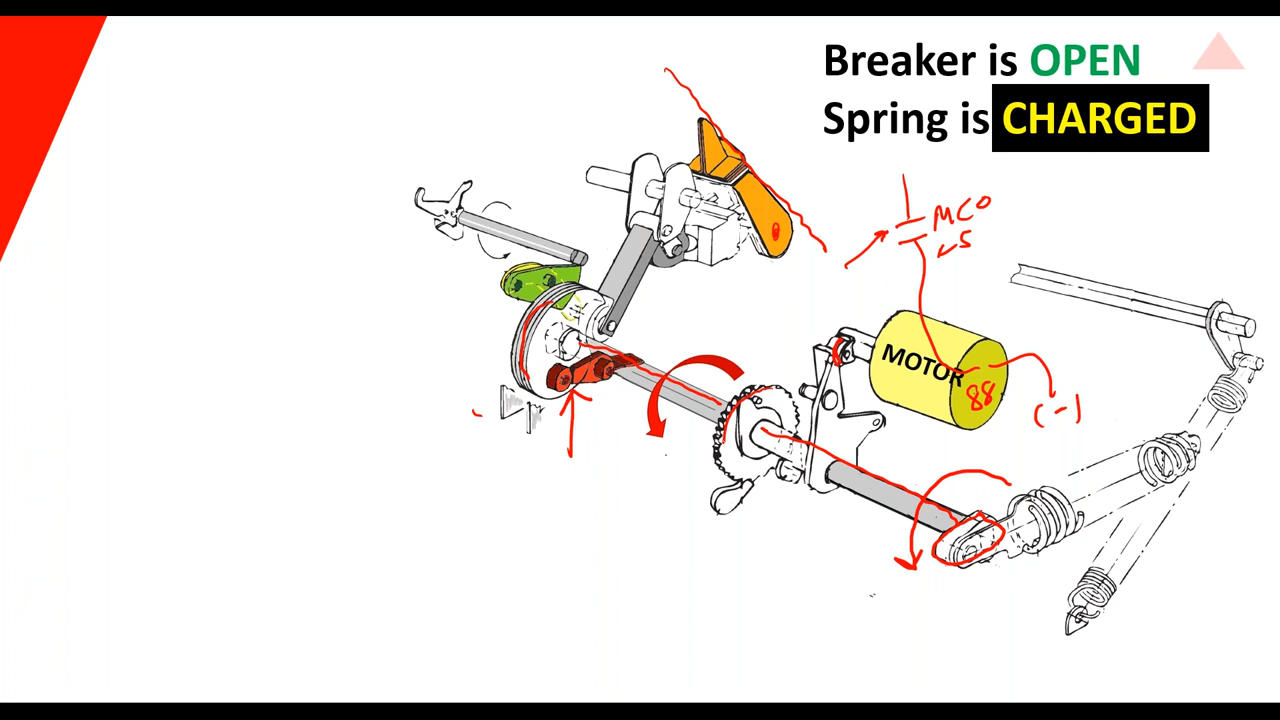 Breaker is OPEN
Spring is CHARGED
MCO
LS
MOTOR
88
(-)